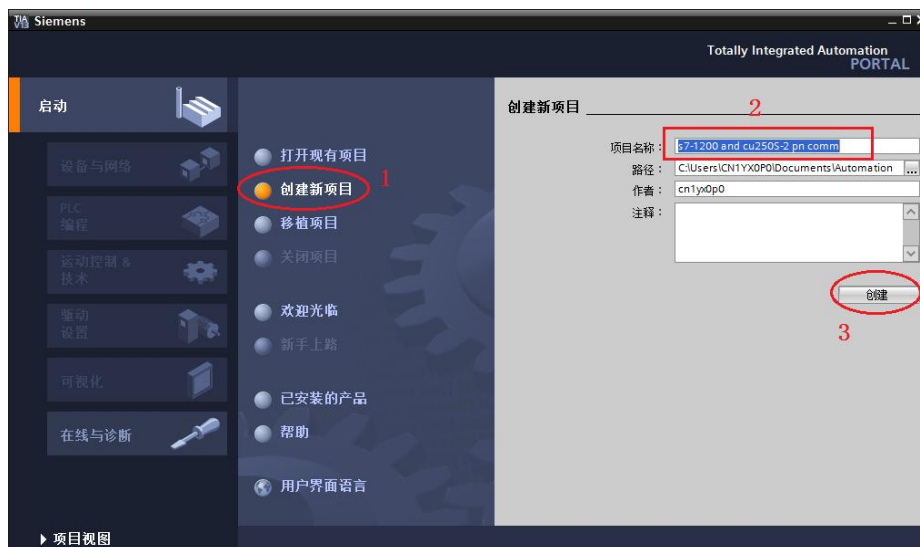 Siemens
Totally Integrated Automation
PORTAL
启动
设备与网络
PLC
编程
运动控制 &
技术
驱动
设置
可视化
在线与诊断
项目视图
打开现有项目
创建新项目
1
移植项目
关闭项目
欢迎光临
新手上路
已安装的产品
帮助
用户界面语言
创建新项目
2
项目名称：
s7-1200 and cu250S-2 pn comm
路径：
C:\Users\CN1YX0P0\Documents\Automation
...
作者：
cn1yx0p0
注释：
创建
3